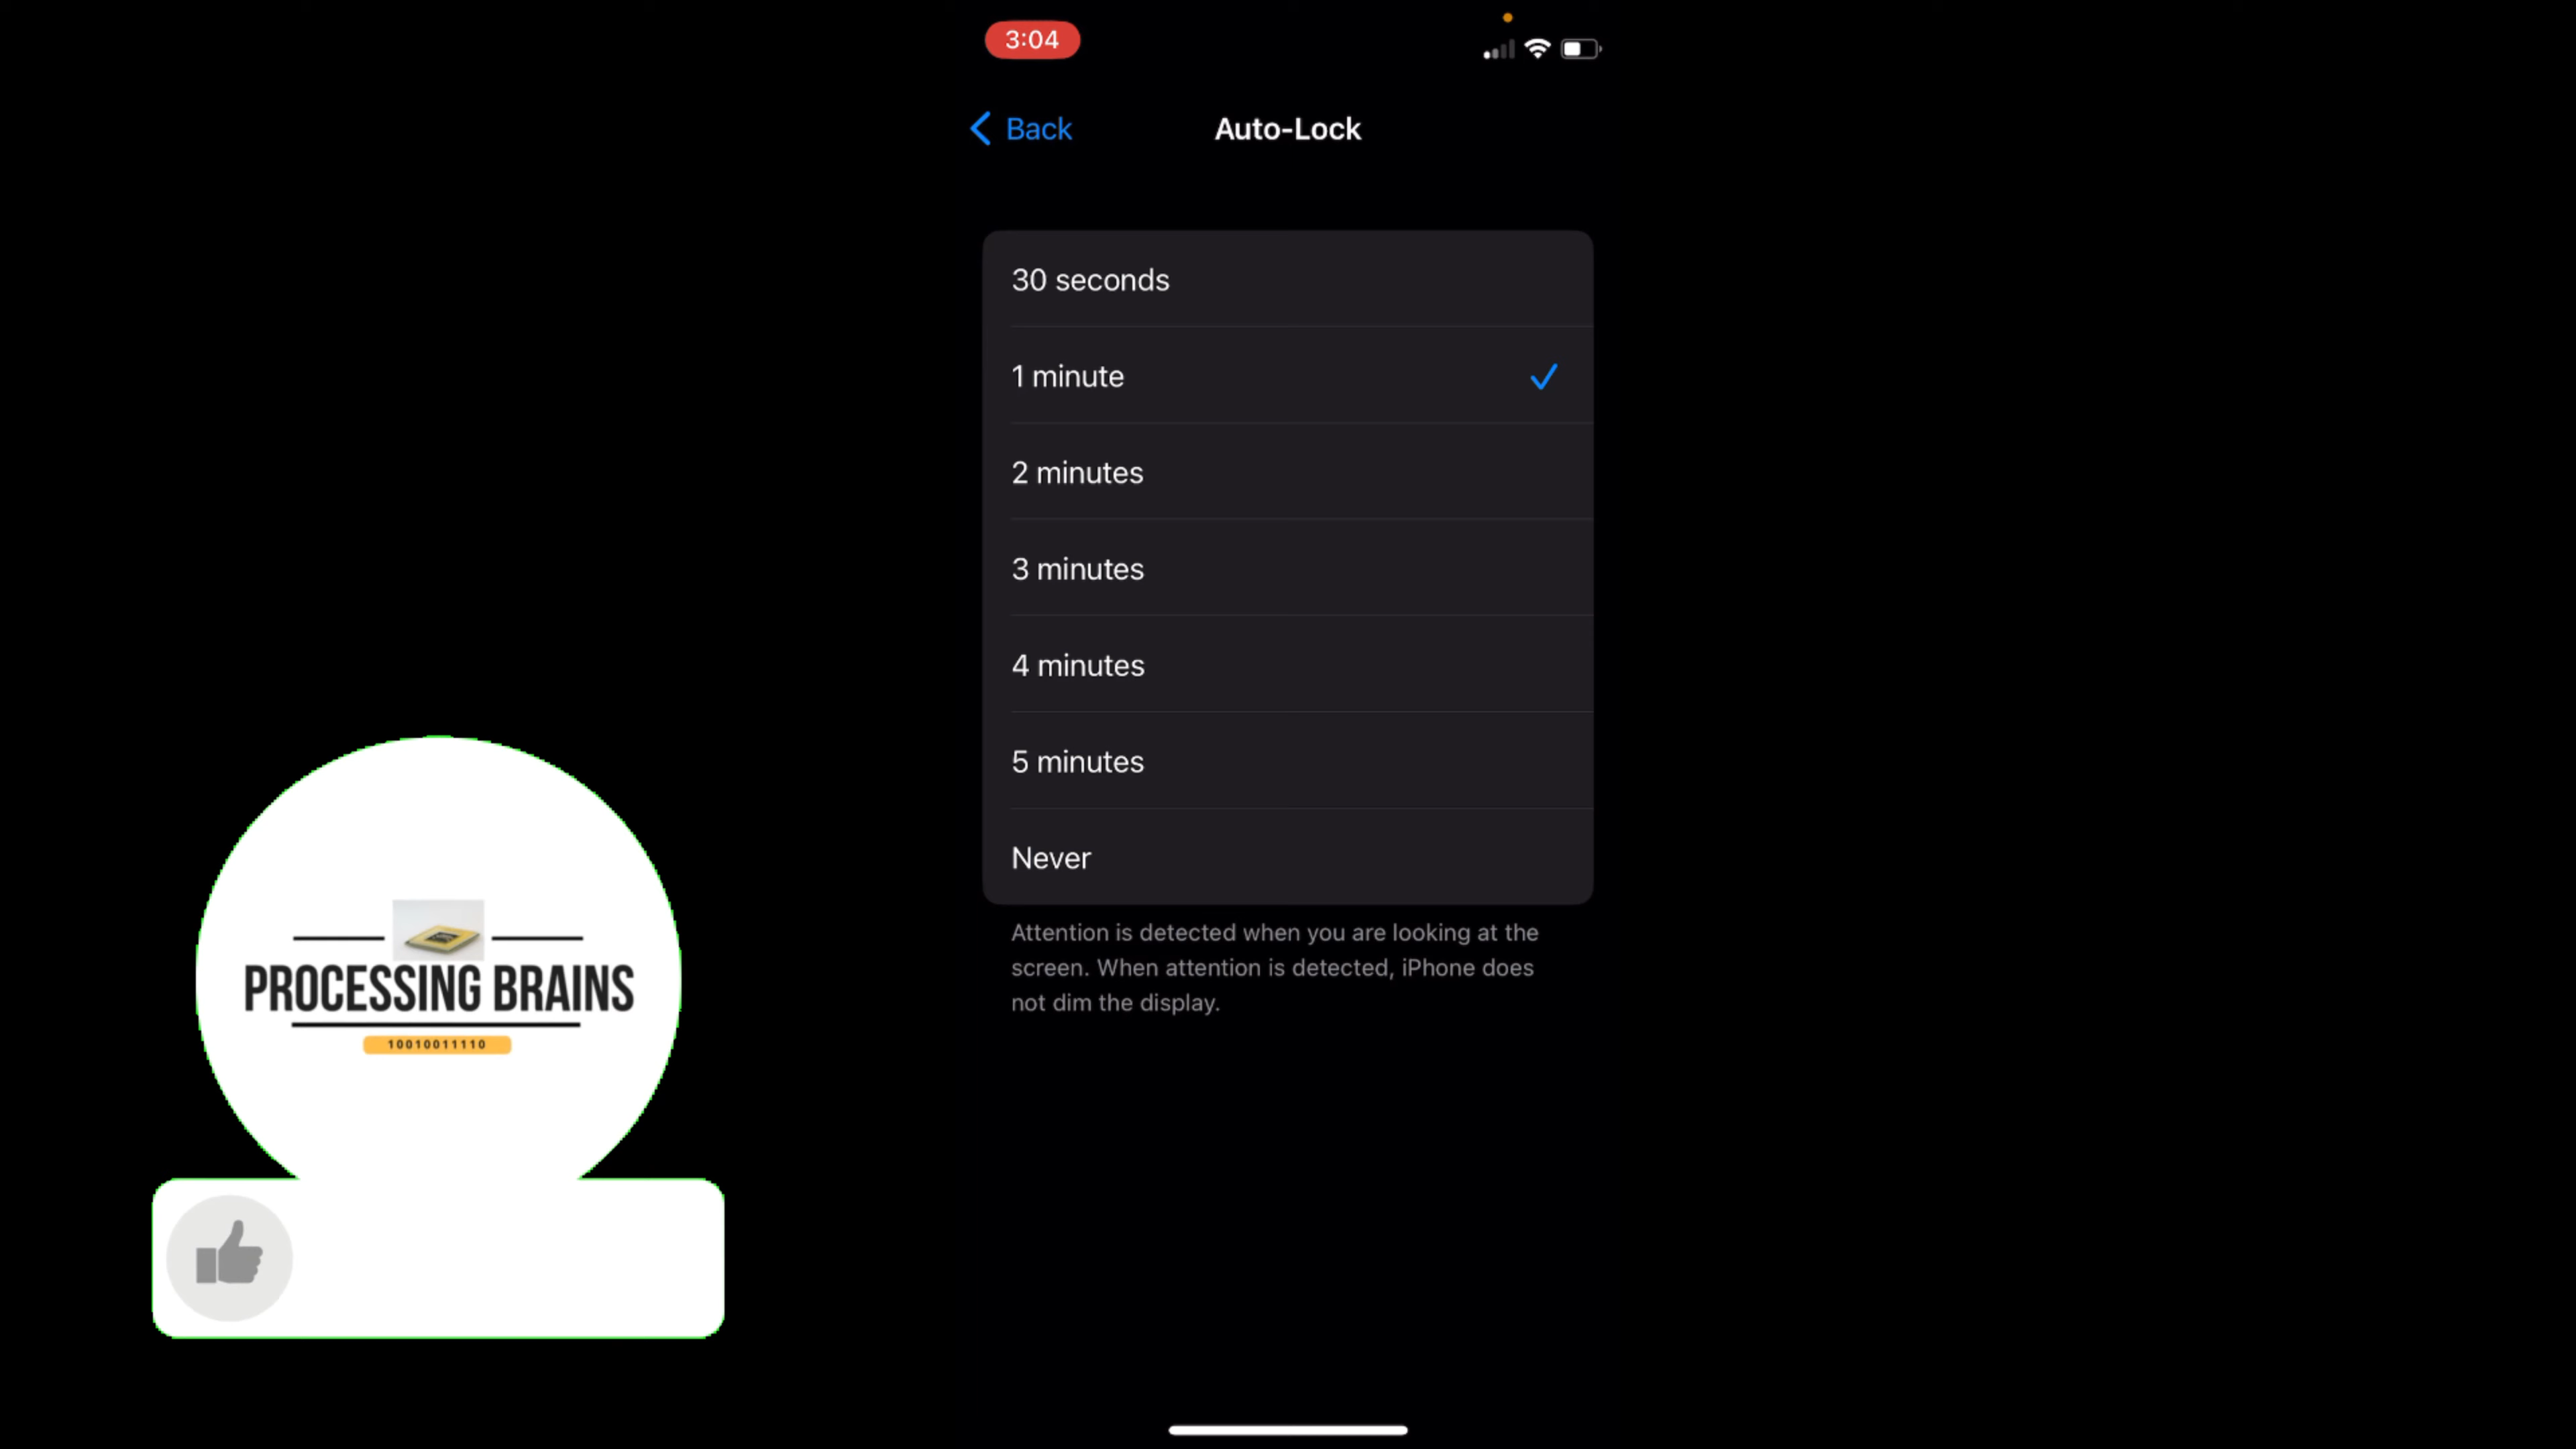 3:04
Back
Auto-Lock
30 seconds
1 minute
2 minutes
3 minutes
4 minutes
5 minutes
Never
Attention is detected when you are looking at the
screen. When attention is detected, iPhone does
not dim the display.
PROCESSING BRAINS
10010011110